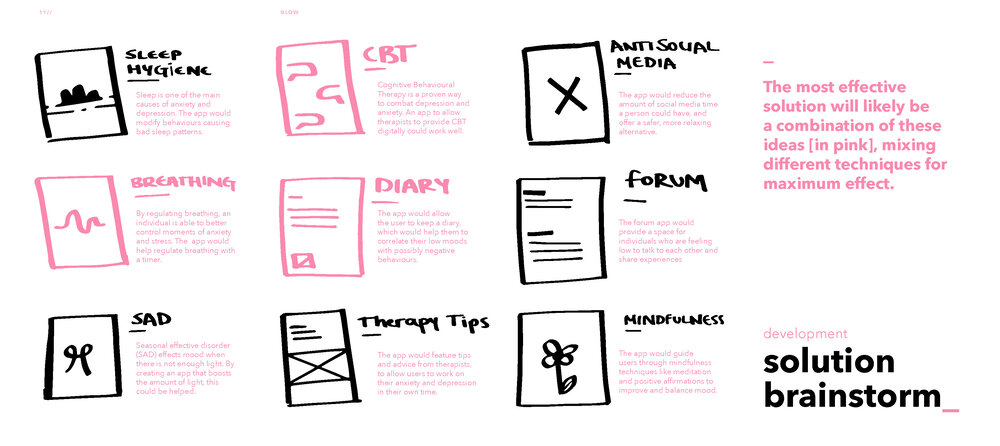 SLOW
SLEEP
HYGIENE
Sleep is one of the main
causes of anxiety and
depression. The app would
modify behaviours causing
bad sleep patterns.
CBT
Cognitive Behavioural
Therapy is a proven way
to combat depression and
anxiety. An app to allow
therapists to provide CBT
digitally could work well.
ANTISOCIAL
MEDIA
The app would reduce the
amount of social media time
a person could have, and
offer a safer, more relaxing
alternative.
The most effective
solution will likely be
a combination of these
ideas [in pink], mixing
different techniques for
maximum effect.
BREATHING
By regulating breathing, an
individual is able to better
control moments of anxiety
and stress. The app would
help regulate breathing with
a timer.
DIARY
The app would allow
the user to keep a diary,
which would help them to
correlate their low moods
with possibly negative
behaviours.
FORUM
The forum app would
provide a space for
individuals who are feeling
low to talk to each other and
share experiences
SAD
Seasonal effective disorder
(SAD) effects mood when
there is not enough light. By
creating an app that boosts
the amount of light, this
could be helped.
Therapy Tips
The app would feature tips
and advice from therapists,
to allow users to work on
their anxiety and depression
in their own time.
MINDFULNESS
The app would guide
users through mindfulness
techniques like meditation
and positive affirmations to
improve and balance mood.
development
solution
brainstorm_